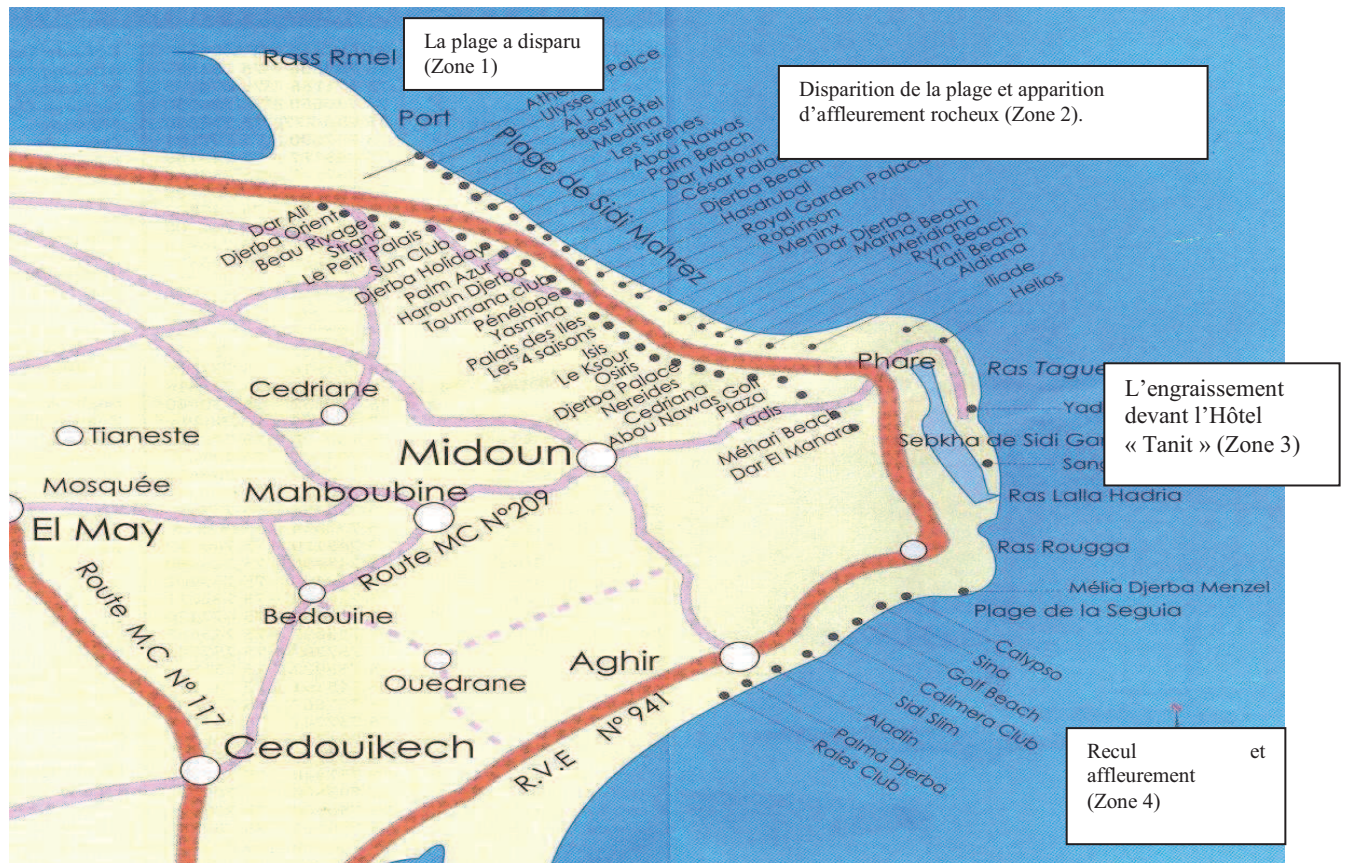 La plage a disparu
(Zone 1)
Disparition de la plage et apparition
d'affleurement rocheux (Zone 2).
L'engraissement
devant l'Hôtel
« Tanit » (Zone 3)
Recul et
affleurement
(Zone 4)
Rass Rmel
Port
Plage de Sidi Mahrez
Palce
Ulysse
Al Jazira
Best Hôtel
Medina
Les Sirènes
Abou Nawas
Palm Beach
Dar Midoun
César Palace
Djerba Beach
Hasdrubal
Royal Garden Palace
Robinson
Meninx
Dar Djerba
Marina Beach
Meridiana
Rym Beach
Yati Beach
Aldiana
Iliade
Helios
Dar Ali
Djerba Orient
Beau Rivage
Strand
Le Petit Palais
Sun Club
Djerba Holiday
Palm Azur
Haroun Djerba
Toumana club
Pénélope
Yasmina
Palais des Iles
Les 4 saisons
Isis
Le Ksour
Osiris
Djerba Palace
Nereides
Cedriana
Abou Nawas Golf
Plaza
Yadis
Méhari Beach
Dar El Manara
Phare
Ras
Sebkha de Sidi
Ras Lalla Hadria
Ras Rougga
Mélia Djerba Menzel
Plage de la Seguia
Calypso
Sina
Golf Beach
Calimera Club
Sidi Slim
Aladin
Palma Djerba
Raies Club
Cedriane
Tianeste
Midoun
Mosquée
Mahboubine
El May
Route MC N°209
Route M.C N° 117
Bedouine
Ouedrane
Aghir
Cedouikech
R.V.E N° 941